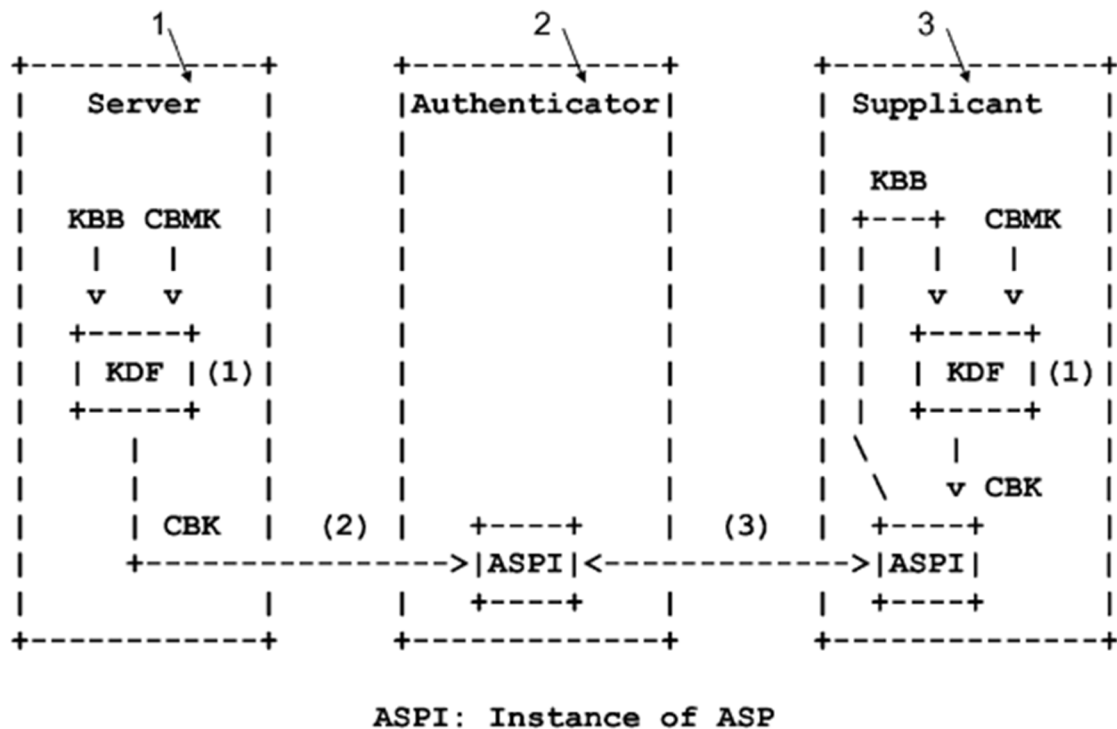 1 2 3
Server Authenticator Supplicant
KBB
KBB CBMK CBMK
KDF (1) KDF (1)
CBK
CBK (2) (3)
ASPI ASPI
ASPI: Instance of ASP